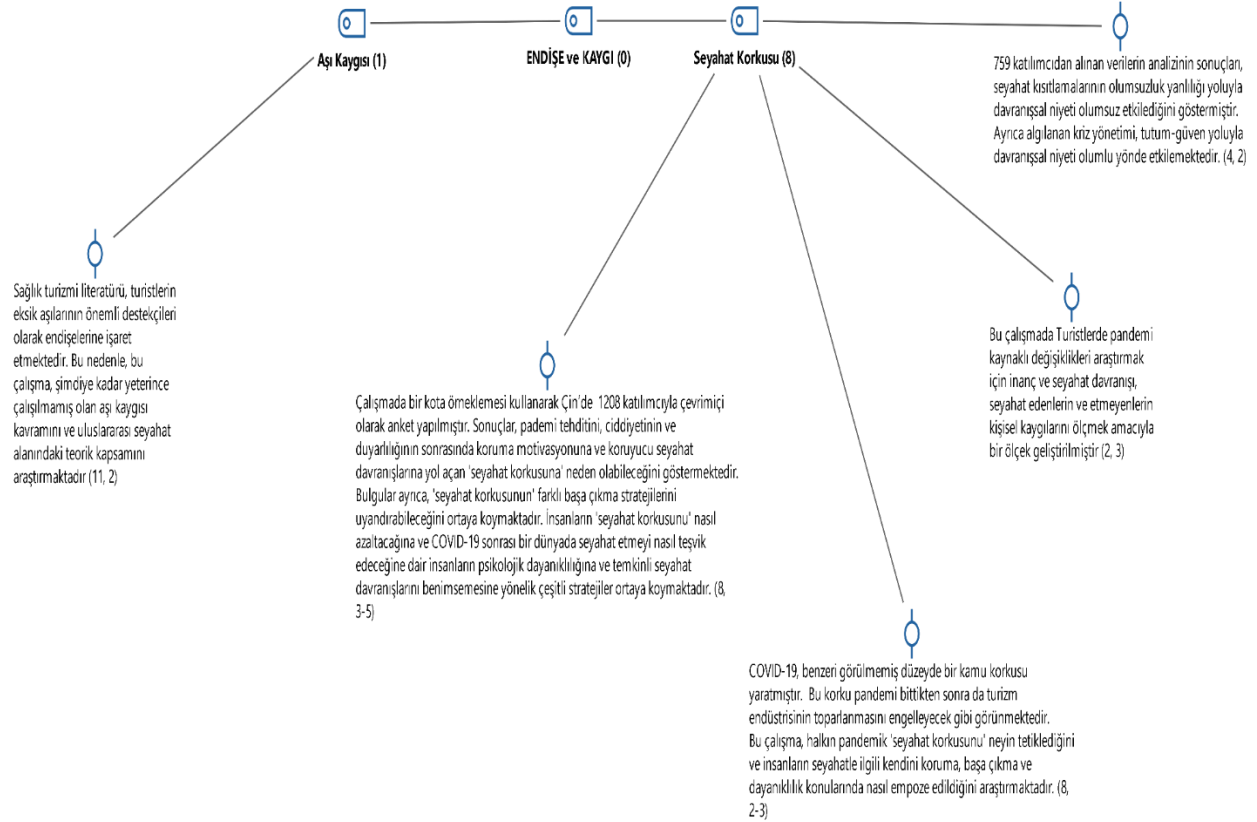 Aşı Kaygısı (1)
ENDİŞE ve KAYGI (0)
Seyahat Korkusu (8)
759 katılımcıdan alınan verilerin analizinin sonuçları,
seyahat kısıtlamalarının olumsuzluk yanlılığı yoluyla
davranışsal niyeti olumsuz etkilediğini göstermiştir.
Ayrıca algılanan kriz yönetimi, tutum-güven yoluyla
davranışsal niyeti olumlu yönde etkilemektedir. (4, 2)
Sağlık turizmi literatürü, turistlerin
eksik aşılarının önemli destekçileri
olarak endişelerine işaret
etmektedir. Bu nedenle, bu
çalışma, şimdiye kadar yeterince
çalışılmamış olan aşı kaygısı
kavramını ve uluslararası seyahat
alanındaki teorik kapsamını
araştırmaktadır (11, 2)
Çalışmada bir kota örneklemesi kullanarak Çin'de 1208 katılımcıyla çevrimiçi
olarak anket yapılmıştır. Sonuçlar, pademi tehditini, ciddiyetinin ve
duyarlılığının sonrasında koruma motivasyonuna ve koruyucu seyahat
davranışlarına yol açan 'seyahat korkusuna' neden olabileceğini göstermektedir.
Bulgular ayrıca, 'seyahat korkusunun' farklı başa çıkma stratejilerini
uyandırabileceğini ortaya koymaktadır. İnsanların 'seyahat korkusunu' nasıl
azaltacağına ve COVID-19 sonrası bir dünyada seyahat etmeyi nasıl teşvik
edeceğine dair insanların psikolojik dayanıklılığına ve temkinli seyahat
davranışlarını benimsemesine yönelik çeşitli stratejiler ortaya koymaktadır. (8,
3-5)
Bu çalışmada Turistlerde pandemi
kaynaklı değişiklikleri araştırmak
için inanç ve seyahat davranışı,
seyahat edenlerin ve etmeyenlerin
kişisel kaygılarını ölçmek amacıyla
bir ölçek geliştirilmiştir (2, 3)
COVID-19, benzeri görülmemiş düzeyde bir kamu korkusu
yaratmıştır. Bu korku pandemi bittikten sonra da turizm
endüstrisinin toparlanmasını engelleyecek gibi görünmektedir.
Bu çalışma, halkın pandemik 'seyahat korkusunu' neyin tetiklediğini
ve insanların seyahatle ilgili kendini koruma, başa çıkma ve
dayanıklılık konularında nasıl empoze edildiğini araştırmaktadır. (8,
2-3)